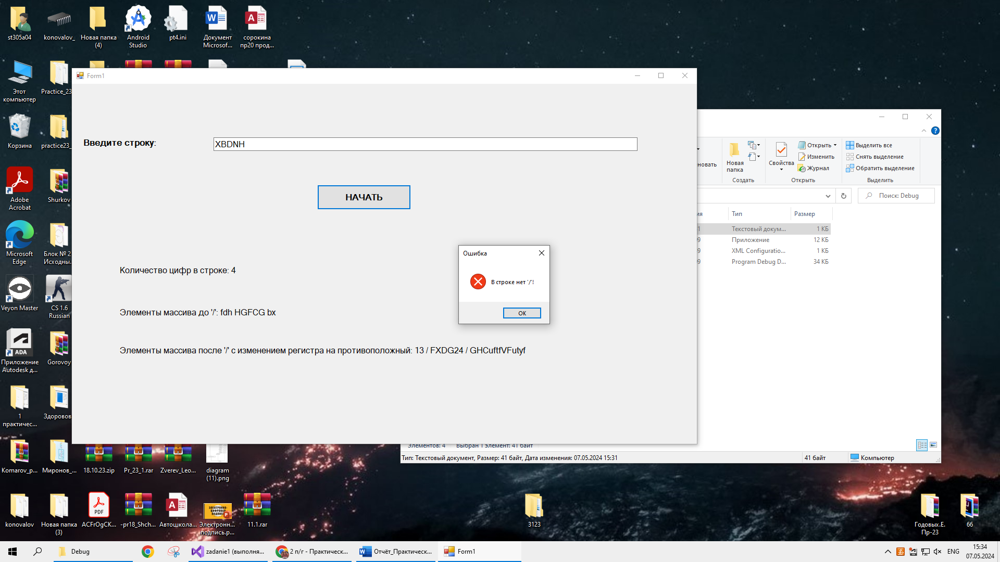 st305a04
konovalov_
Новая папка
(4)
Android
Studio
pt4.ini
Документ
Microsof...
сорокина
пр20 прод...
Этот
компьютер
Practice_23
Корзина
practice23_
Adobe
Acrobat
Shurkov
Microsoft
Edge
Блок № 2
Исходны.
Veyon Master
CS 1.6
Russian
ADA
Приложение
Autodesk д...
Gorovoy
1
практичес...
Здоровов
Form1
Введите строку:
XBDNH
НАЧАТЬ
Количество цифр в строке: 4
Элементы массива до '/': fdh HGFCG bx
Элементы массива после '/' с изменением регистра на противоположный: 13 / FXDG24 / GHCuftfVFutyf
Ошибка
В строке нет '/'!
OK
новать
Новая
папка
Создать
Свойства
Открыть
Изменить
Журнал
Открыть
Выделить все
Снять выделение
Обратить выделение
Выделить
Поиск: Debug
ия
Тип
Размер
1
Текстовый докум...
1 КБ
9
Приложение
12 КБ
9
XML Configuratio...
1 КБ
9
Program Debug D...
34 КБ
Элементов: 4
Выбран 1 элемент: 41 байт
Тип: Текстовый документ, Размер: 41 байт, Дата изменения: 07.05.2024 15:31
41 байт
Компьютер
Komarov_p...
Миронов_...
18.10.23.zip
Pr_23_1.rar
Zverev_Leo...
diagram
(11).png
konovalov
Новая папка
(3)
PDF
ACFrOgCK...
-pr18_Shch...
Автошкола...
ЭЛЕКТРОННО-
ЦИФРОВАЯ
ПОДПИСЬ
Электронн...
подпись.p...
11.1.rar
3123
Годовых.Е.
Пр-23
66
Debug
zadanie1 (выполня...
2 п/г - Практическ...
Отчёт_Практическ...
Form1
ENG
15:34
07.05.2024